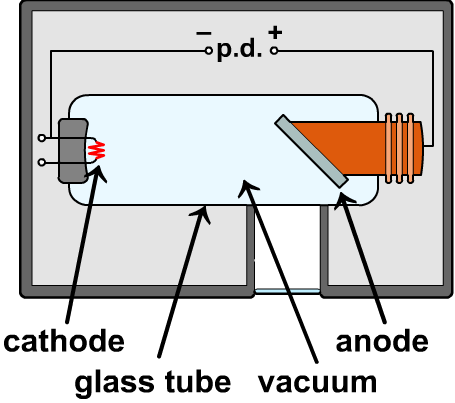 – p.d. +
cathode
anode
glass tube
vacuum